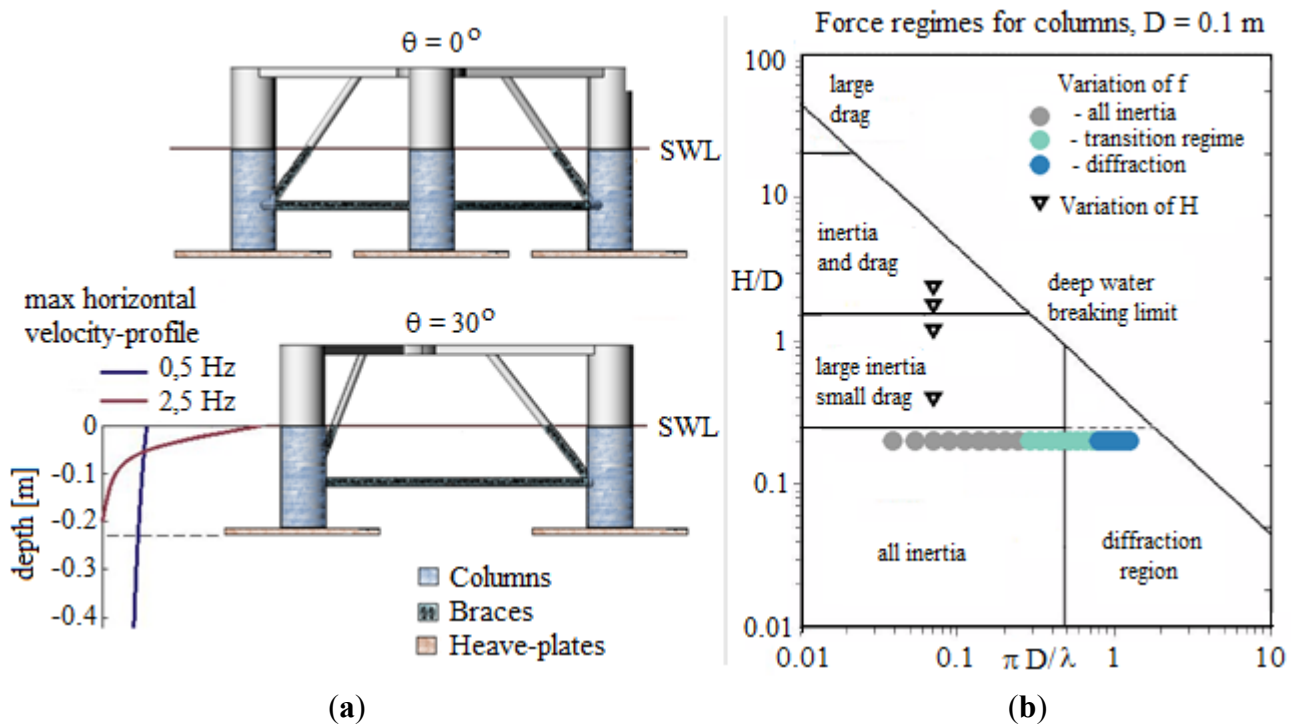 θ = 0°
SWL
max horizontal
velocity-profile
0,5 Hz
2,5 Hz
θ = 30°
SWL
0
-0.1
-0.2
-0.3
-0.4
depth [m]
Columns
Braces
Heave-plates
(a)
Force regimes for columns, D = 0.1 m
100
10
1
0.1
0.01
H/D
large
drag
Variation of f
- all inertia
- transition regime
- diffraction
Variation of H
inertia
and drag
deep water
breaking limit
large inertia
small drag
all inertia
diffraction
region
0.01
0.1
π D/λ
1
10
(b)